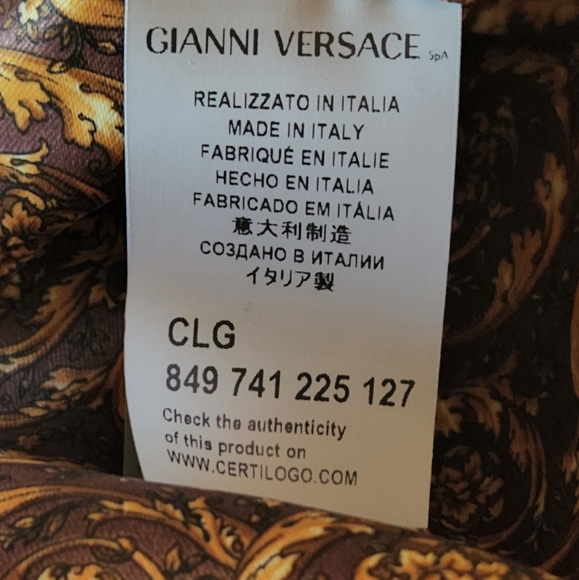 GIANNI VERSACE SpA
REALIZZATO IN ITALIA
MADE IN ITALY
FABRIQUÉ EN ITALIE
HECHO EN ITALIA
FABRICADO EM ITÁLIA
意大利制造
СОЗДАНО В ИТАЛИИ
イタリア製
CLG
849 741 225 127
Check the authenticity
of this product on
WWW.CERTILOGO.COM